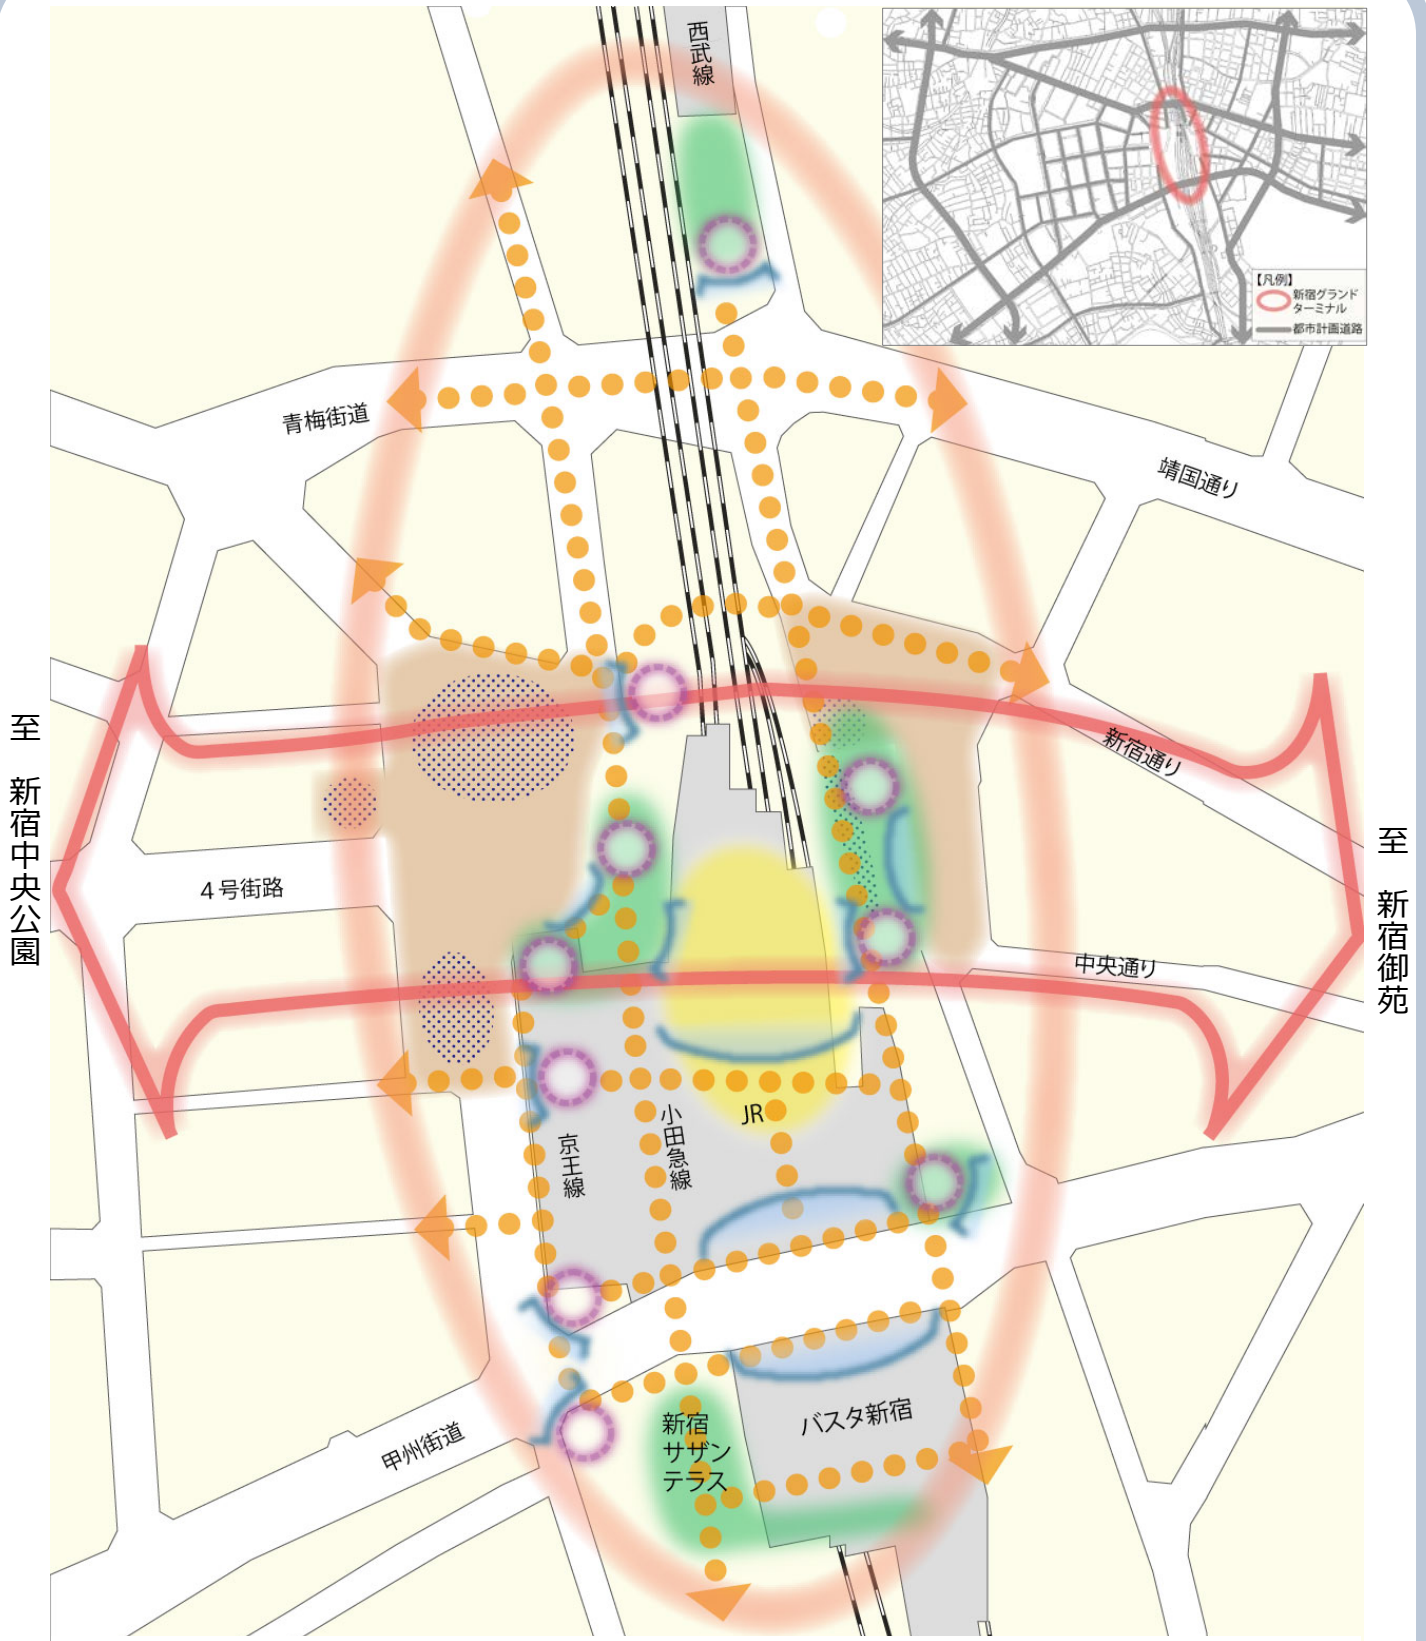 西武線
【凡例】
新宿グランド
ターミナル
都市計画道路
青梅街道
靖国通り
新宿通り
至 新宿中央公園
4号街路
至 新宿御苑
中央通り
JR
小田急線
京王線
甲州街道
新宿
サザン
テラス
バスタ新宿